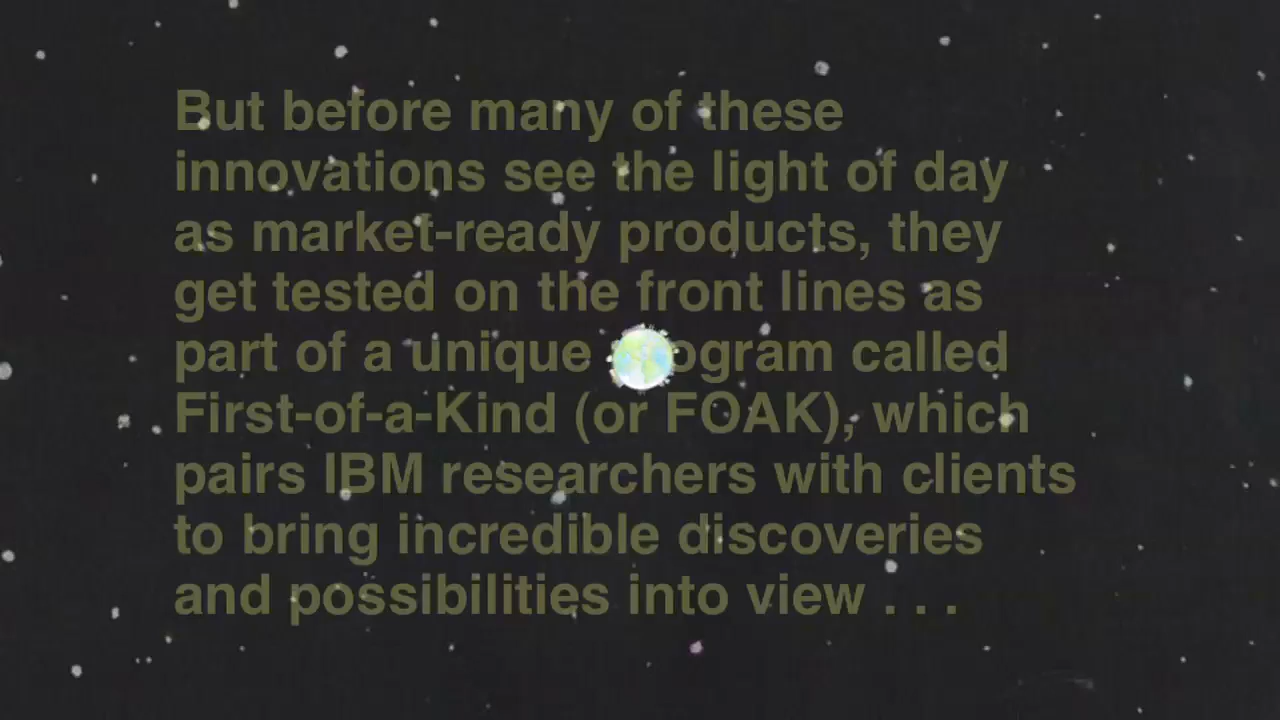 But before many of these
innovations see the light of day
as market-ready products, they
get tested on the front lines as
part of a unique program called
First-of-a-Kind (or FOAK), which
pairs IBM researchers with clients
to bring incredible discoveries
and possibilities into view . . .